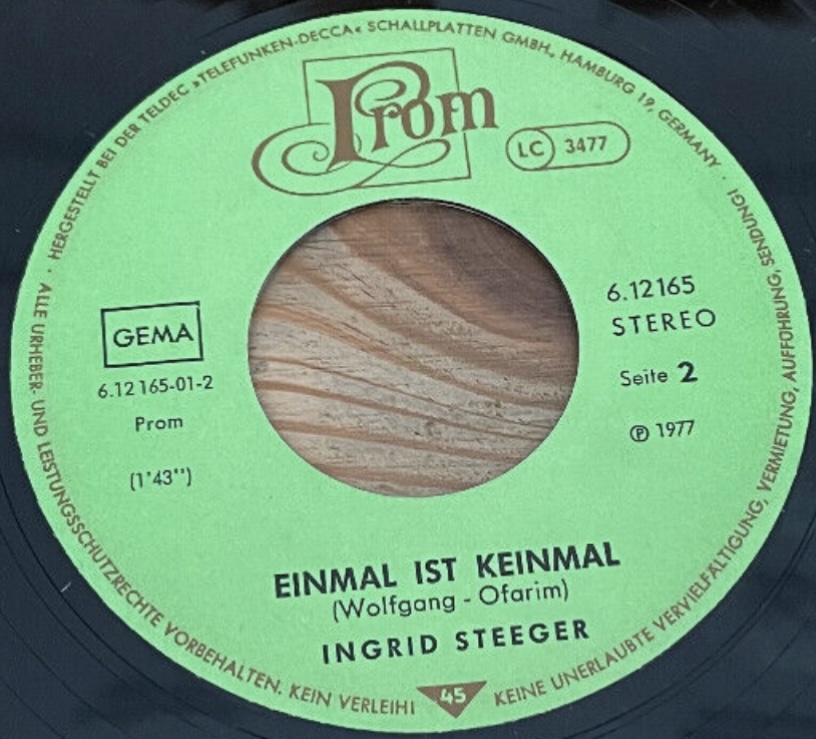 HERGESTELLT BEI DER TELDEC »TELEFUNKEN-DECCA« SCHALLPLATTEN GMBH., HAMBURG 19, GERMANY ·
Prom
LC 3477
6.12165
STEREO
Seite 2
℗ 1977
GEMA
6.12165-01-2
Prom
(1'43'')
EINMAL IST KEINMAL
(Wolfgang - Ofarim)
INGRID STEEGER
· ALLE URHEBER- UND LEISTUNGSSCHUTZRECHTE VORBEHALTEN. KEIN VERLEIH! KEINE UNERLAUBTE VERVIELFÄLTIGUNG, VERMIETUNG, AUFFÜHRUNG, SENDUNG!
45